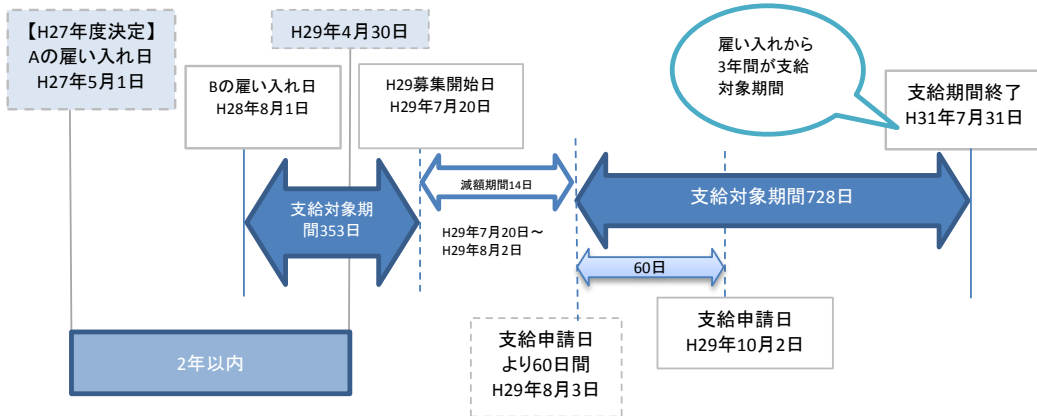 【H27年度決定】
Aの雇い入れ日
H27年5月1日
H29年4月30日
Bの雇い入れ日
H28年8月1日
H29募集開始日
H29年7月20日
雇い入れから
3年間が支給
対象期間
支給期間終了
H31年7月31日
支給対象期
間353日
減額期間14日
支給対象期間728日
H29年7月20日～
H29年8月2日
60日
支給申請日
より60日間
H29年8月3日
支給申請日
H29年10月2日
2年以内